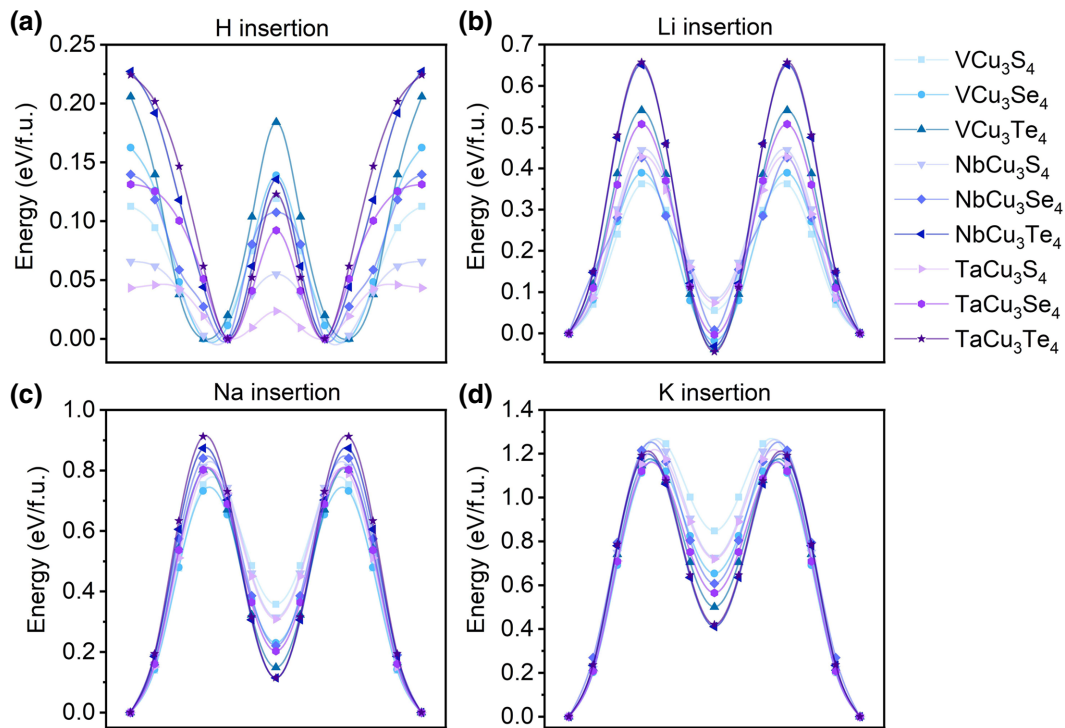 (a)
H insertion
Energy (eV/f.u.)
0.25
0.20
0.15
0.10
0.05
0.00
(b)
Li insertion
Energy (eV/f.u.)
0.7
0.6
0.5
0.4
0.3
0.2
0.1
0.0
VCu₃S₄
VCu₃Se₄
VCu₃Te₄
NbCu₃S₄
NbCu₃Se₄
NbCu₃Te₄
TaCu₃S₄
TaCu₃Se₄
TaCu₃Te₄
(c)
Na insertion
Energy (eV/f.u.)
1.0
0.8
0.6
0.4
0.2
0.0
(d)
K insertion
Energy (eV/f.u.)
1.4
1.2
1.0
0.8
0.6
0.4
0.2
0.0